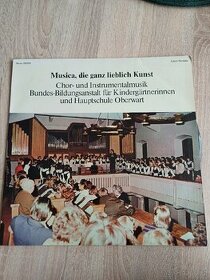 Musica, die ganz lieblich Kunst
Chor- und Instrumentalmusik
Bundes-Bildungsanstalt für Kindergärtnerinnen
und Hauptschule Oberwart